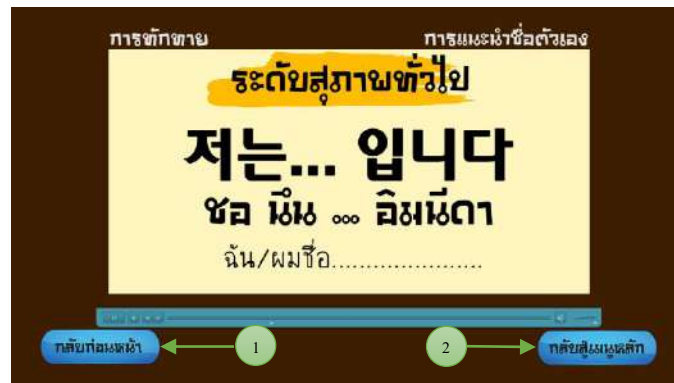 การทักทาย การแนะนำชื่อตัวเอง
ระดับสุภาพทั่วไป
저는... 입니다
ชอ นึน ... อิมนีดา
ฉัน/ผมชื่อ......................
กลับก่อนหน้า 1 2 กลับสู่เมนูหลัก